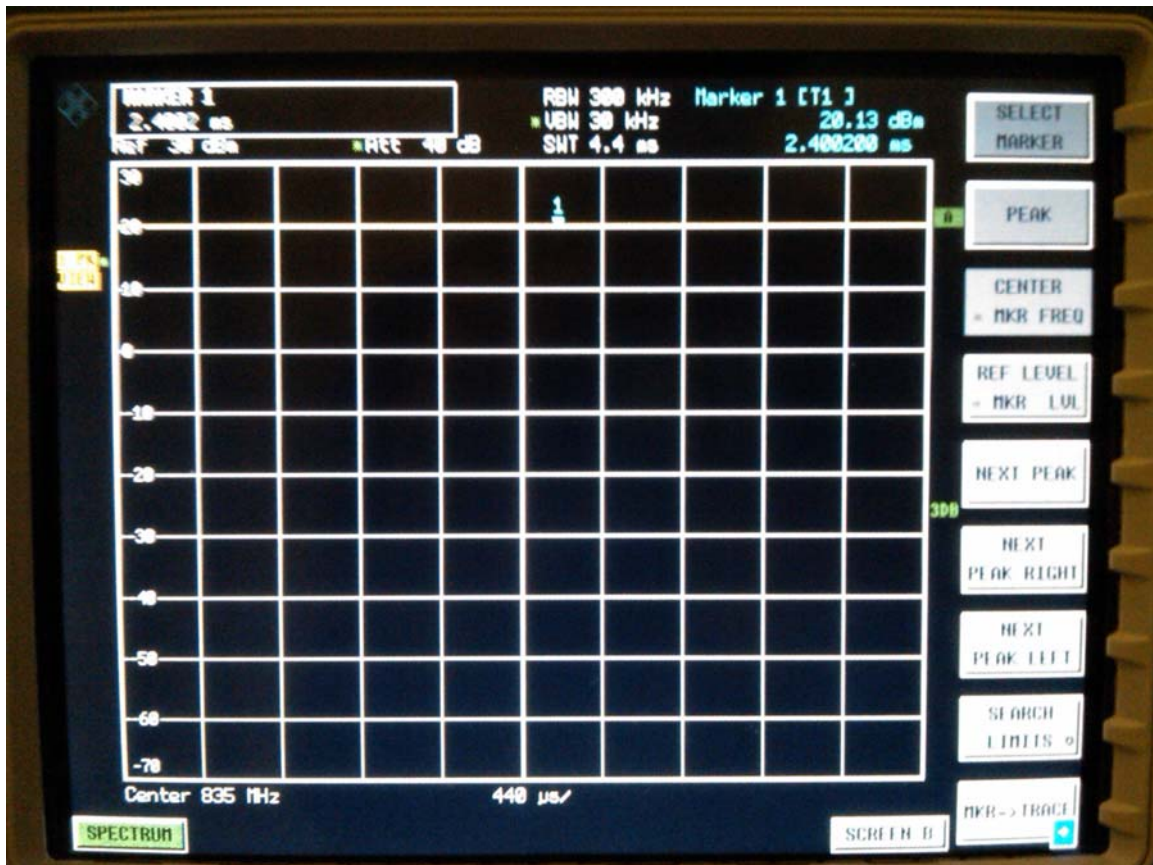 MARKER 1
2.4002 ms
Ref 30 dBm
*Att 40 dB
RBW 300 kHz
*VBW 30 kHz
SWT 4.4 ms
Marker 1 [T1 ]
20.13 dBm
2.400200 ms
30
20
10
0
-10
-20
-30
-40
-50
-60
-70
1
VIEW
A
3DB
Center 835 MHz
440 µs/
SPECTRUM
SCREEN B
SELECT
MARKER
PEAK
CENTER
= MKR FREQ
REF LEVEL
= MKR LVL
NEXT PEAK
NEXT
PEAK RIGHT
NEXT
PEAK LEFT
SEARCH
LIMITS
MKR->TRACE